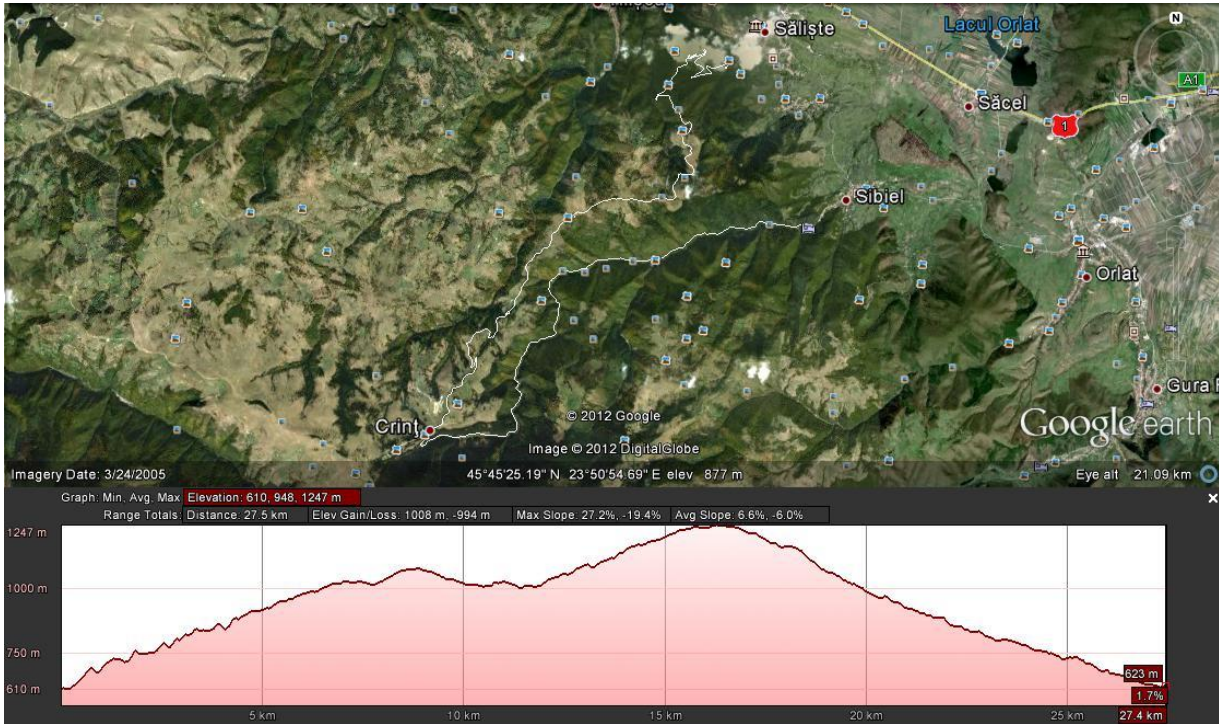 N
Săliște
Lacul Orlat
A1
Săcel
1
Sibiel
Orlat
Gura R
Crinț
© 2012 Google
Google earth
Image © 2012 DigitalGlobe
Imagery Date: 3/24/2005
45°45'25.19" N 23°50'54.69" E elev 877 m
Eye alt 21.09 km
Graph: Min, Avg, Max Elevation: 610, 948, 1247 m
Range Totals: Distance: 27.5 km Elev Gain/Loss: 1008 m, -994 m Max Slope: 27.2%, -19.4% Avg Slope: 6.6%, -6.0%
1247 m
1000 m
750 m
623 m
610 m
1.7%
5 km 10 km 15 km 20 km 25 km 27.4 km